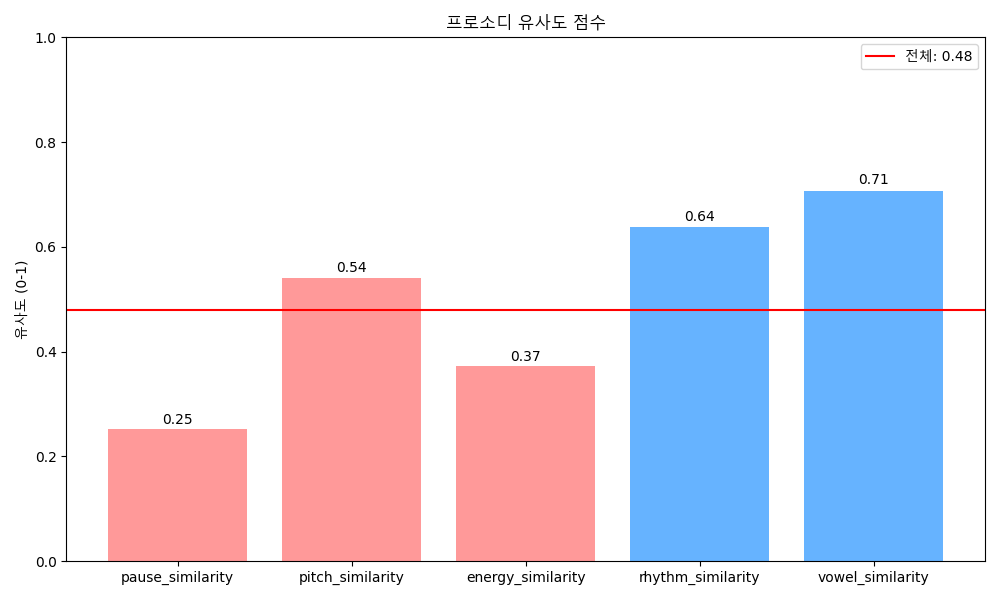 프로소디 유사도 점수
전체: 0.48
유사도 (0-1)
1.0
0.8
0.6
0.4
0.2
0.0
0.25
0.54
0.37
0.64
0.71
pause_similarity
pitch_similarity
energy_similarity
rhythm_similarity
vowel_similarity